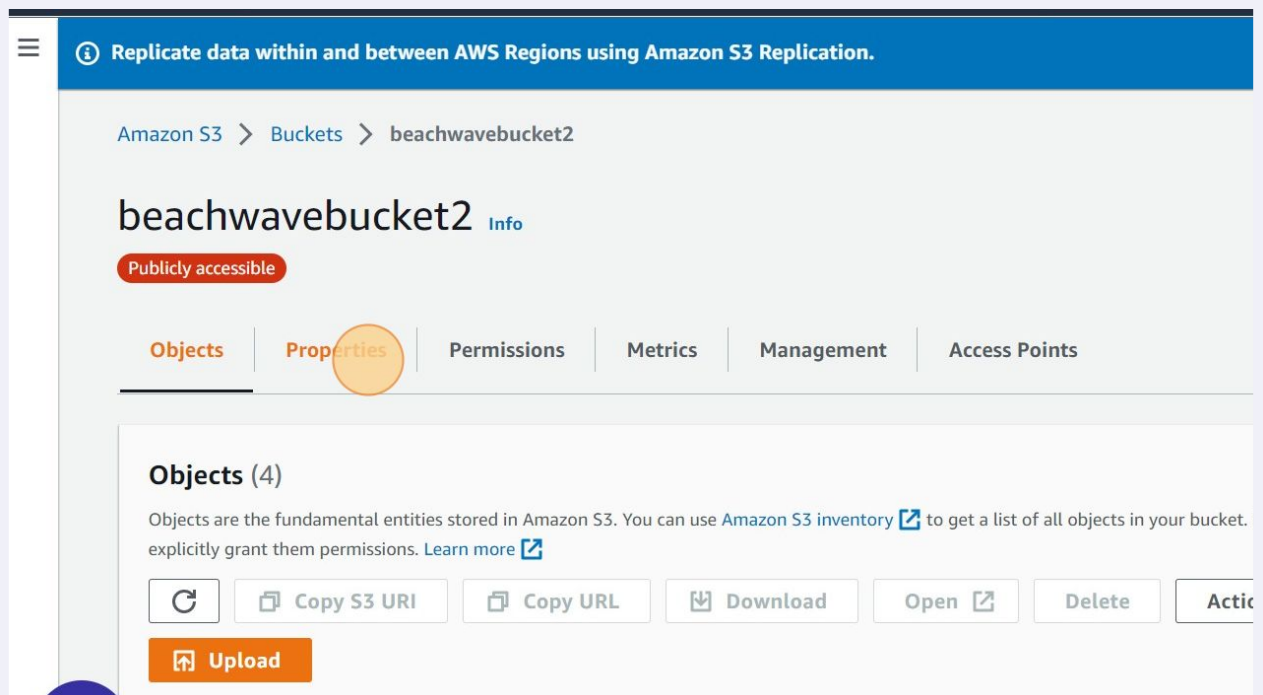 Replicate data within and between AWS Regions using Amazon S3 Replication.
Amazon S3 > Buckets > beachwavebucket2
beachwavebucket2 Info
Publicly accessible
Objects Properties Permissions Metrics Management Access Points
Objects (4)
Objects are the fundamental entities stored in Amazon S3. You can use Amazon S3 inventory to get a list of all objects in your bucket.
explicitly grant them permissions. Learn more
Copy S3 URI Copy URL Download Open Delete
Upload